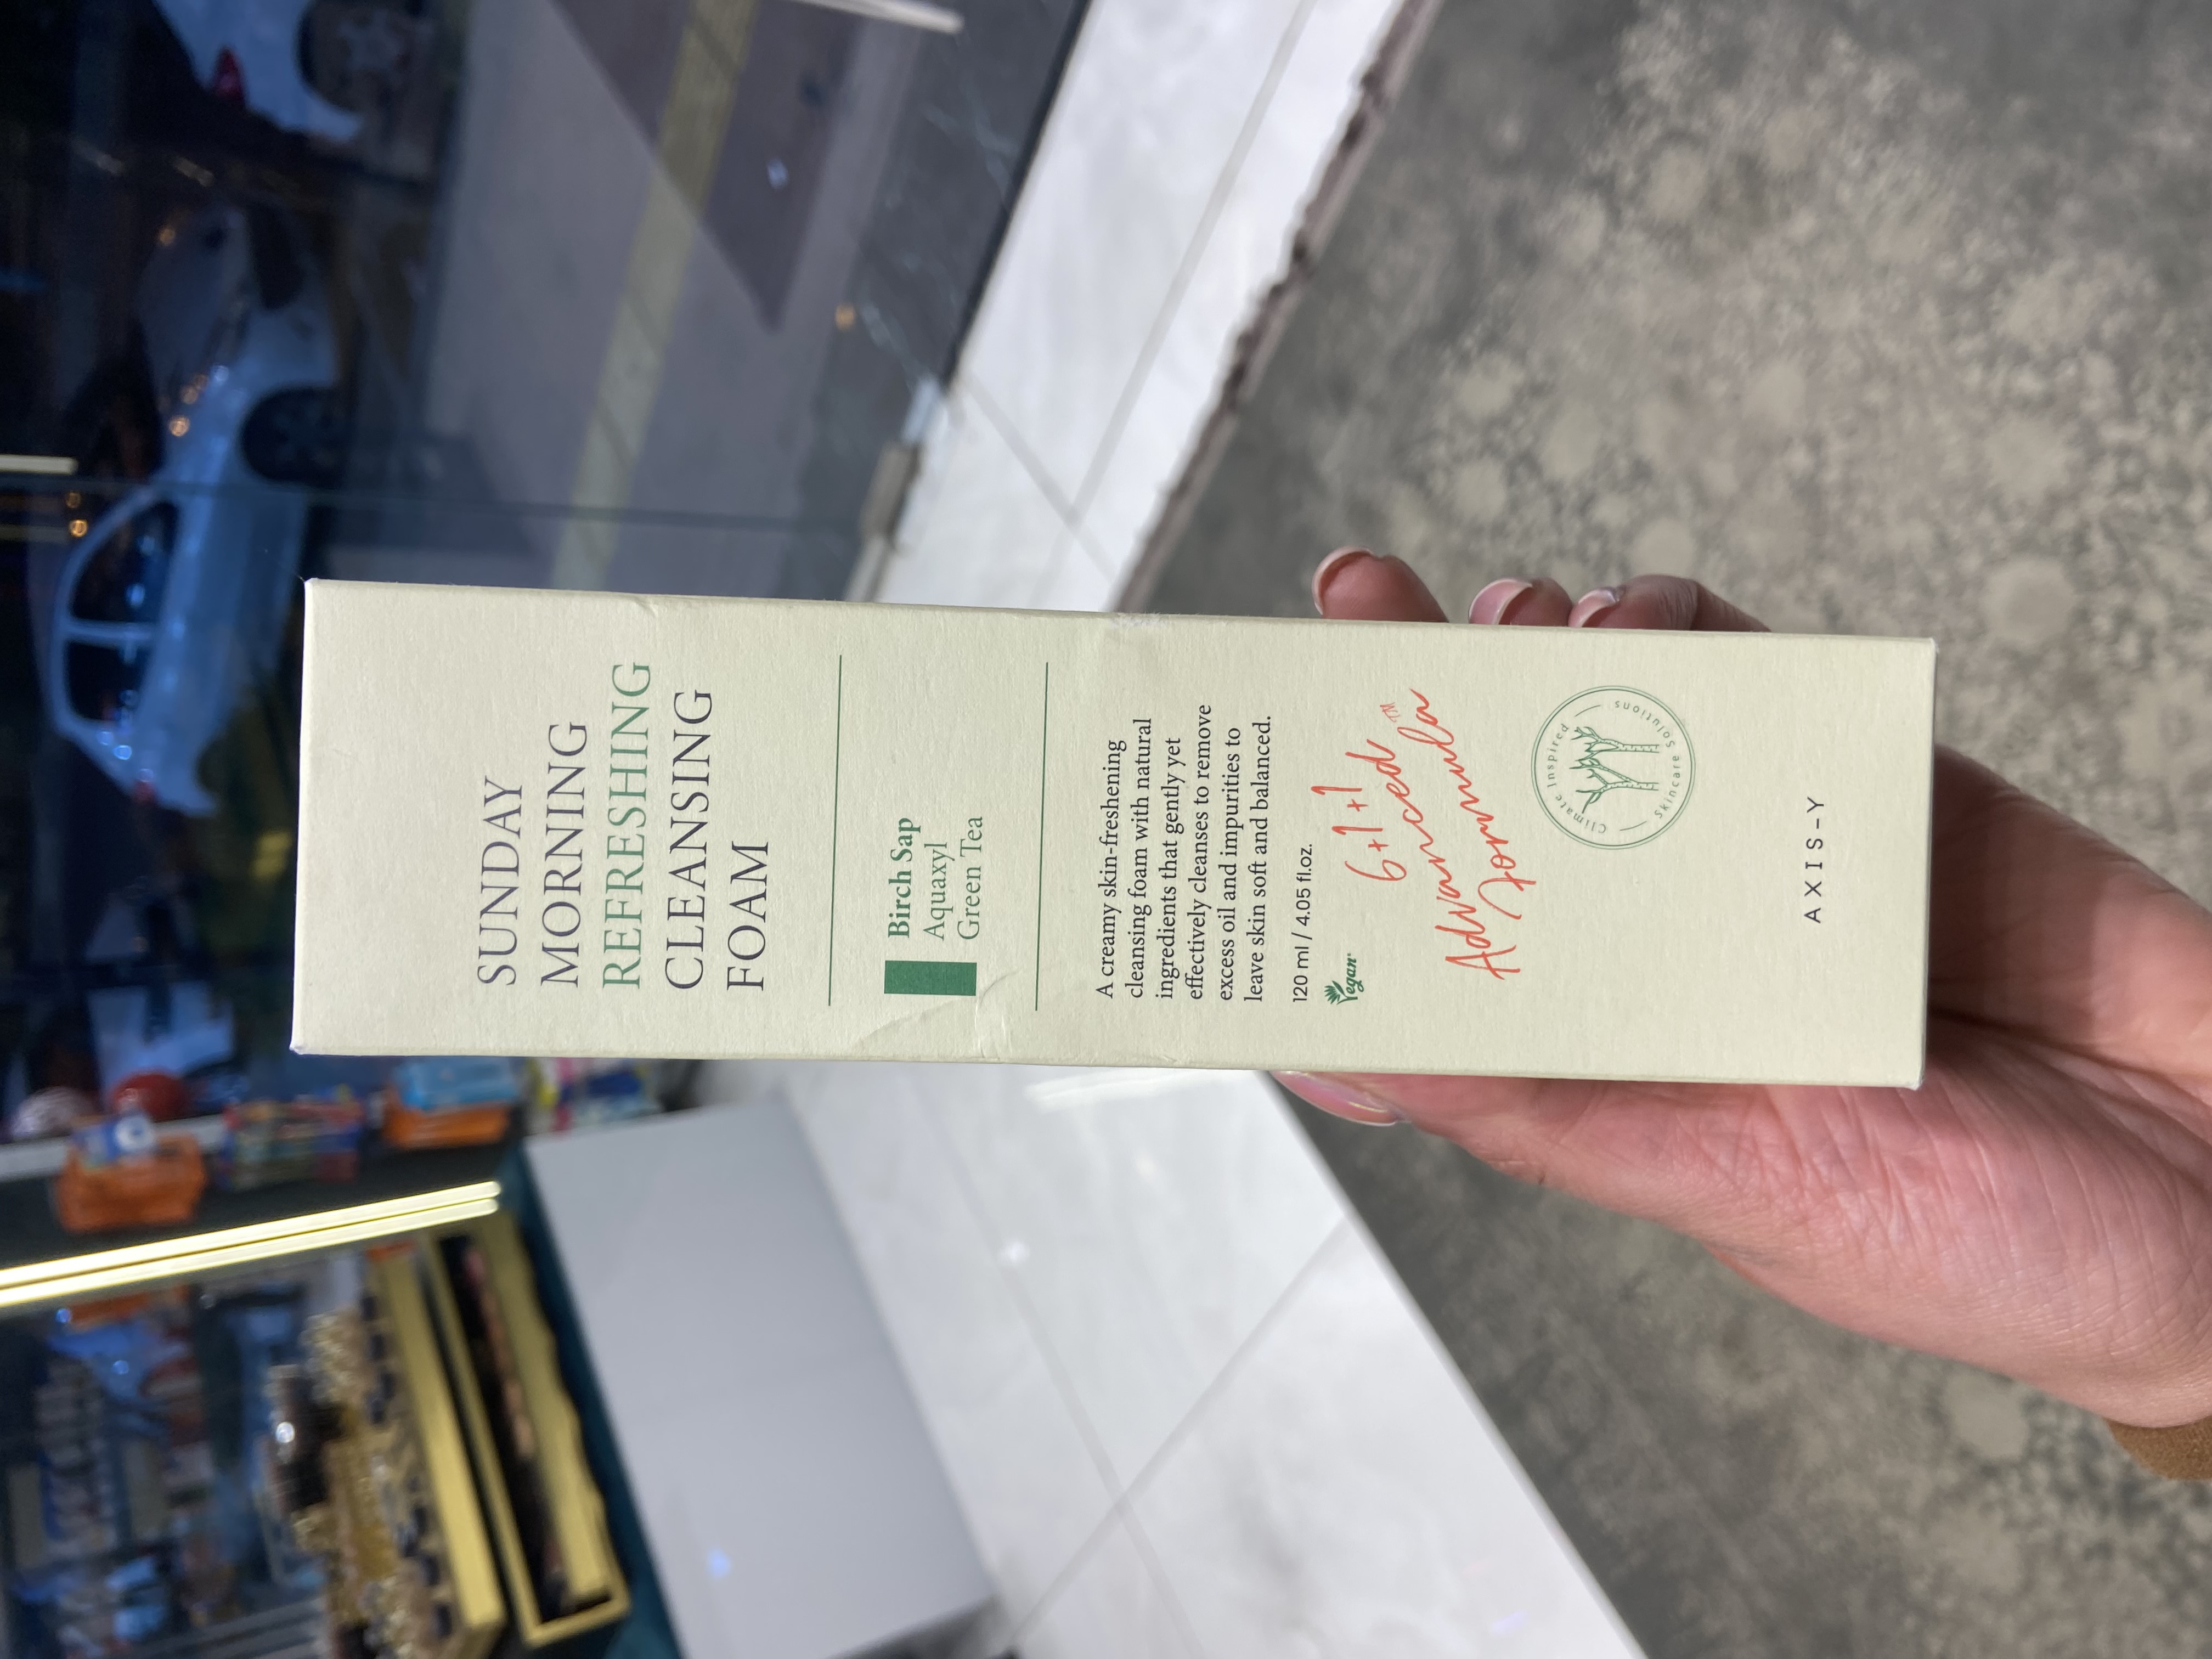 SUNDAY
MORNING
REFRESHING
CLEANSING
FOAM
Birch Sap
Aquaxyl
Green Tea
A creamy skin-freshening
cleansing foam with natural
ingredients that gently yet
effectively cleanses to remove
excess oil and impurities to
leave skin soft and balanced.
120 ml / 4.05 fl.oz.
Vegan
6+1+1
Advanced™
Formula
Climate Inspired
Skincare Solutions
AXIS-Y